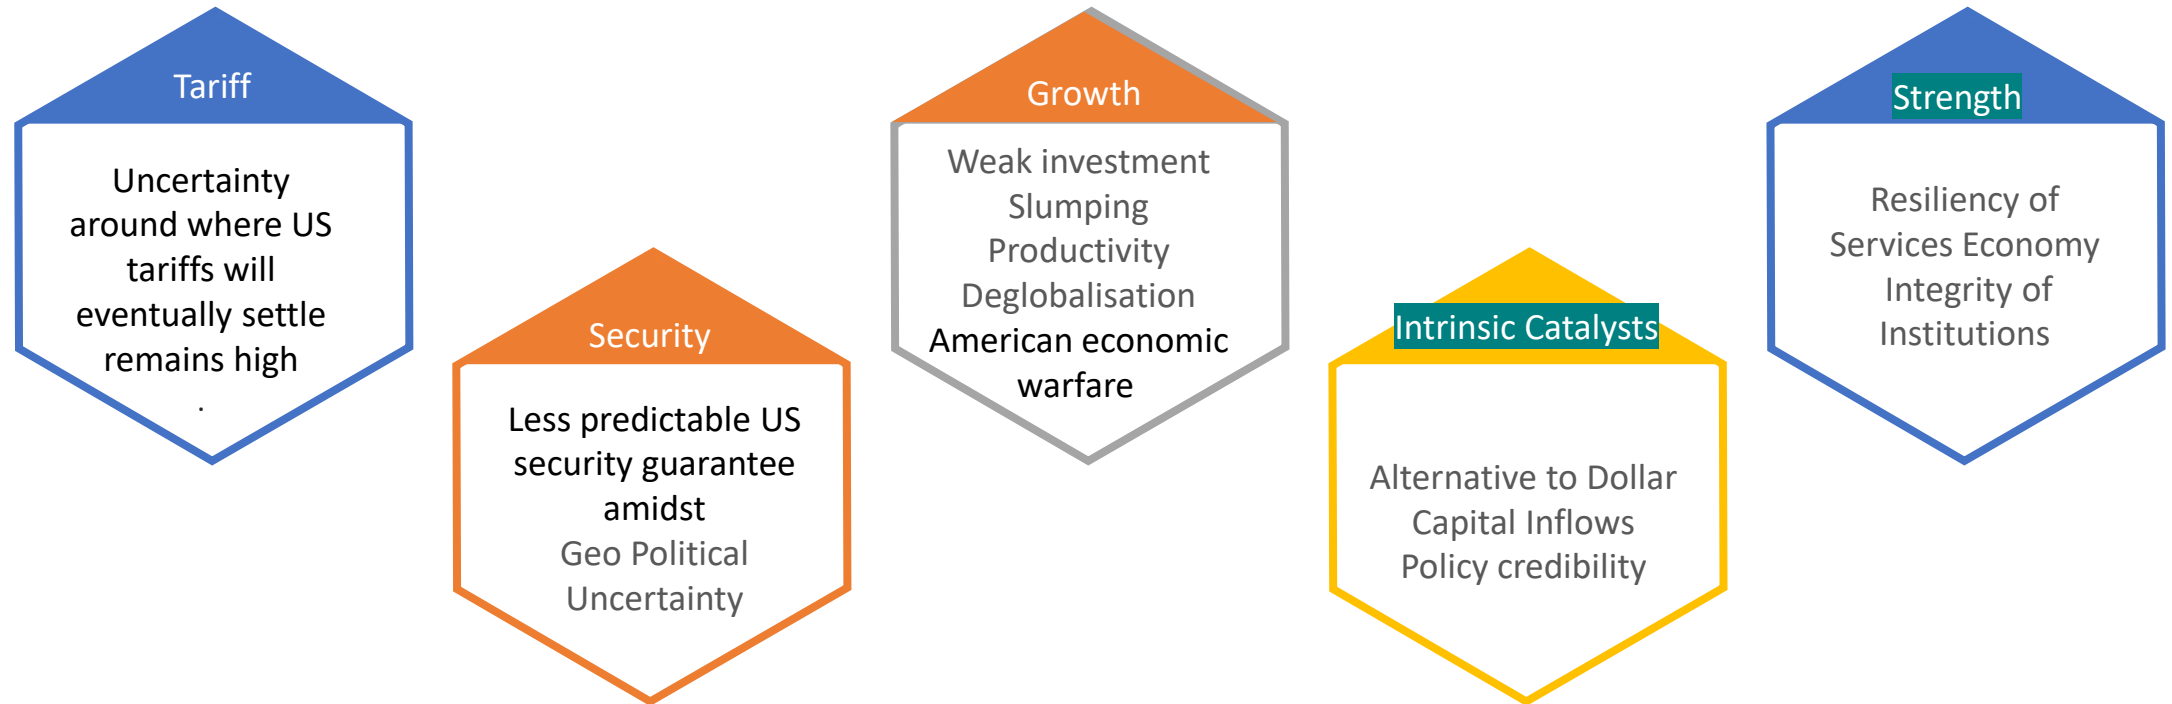 Tariff
Uncertainty
around where US
tariffs will
eventually settle
remains high
.
Security
Less predictable US
security guarantee
amidst
Geo Political
Uncertainty
Growth
Weak investment
Slumping
Productivity
Deglobalisation
American economic
warfare
Intrinsic Catalysts
Alternative to Dollar
Capital Inflows
Policy credibility
Strength
Resiliency of
Services Economy
Integrity of
Institutions